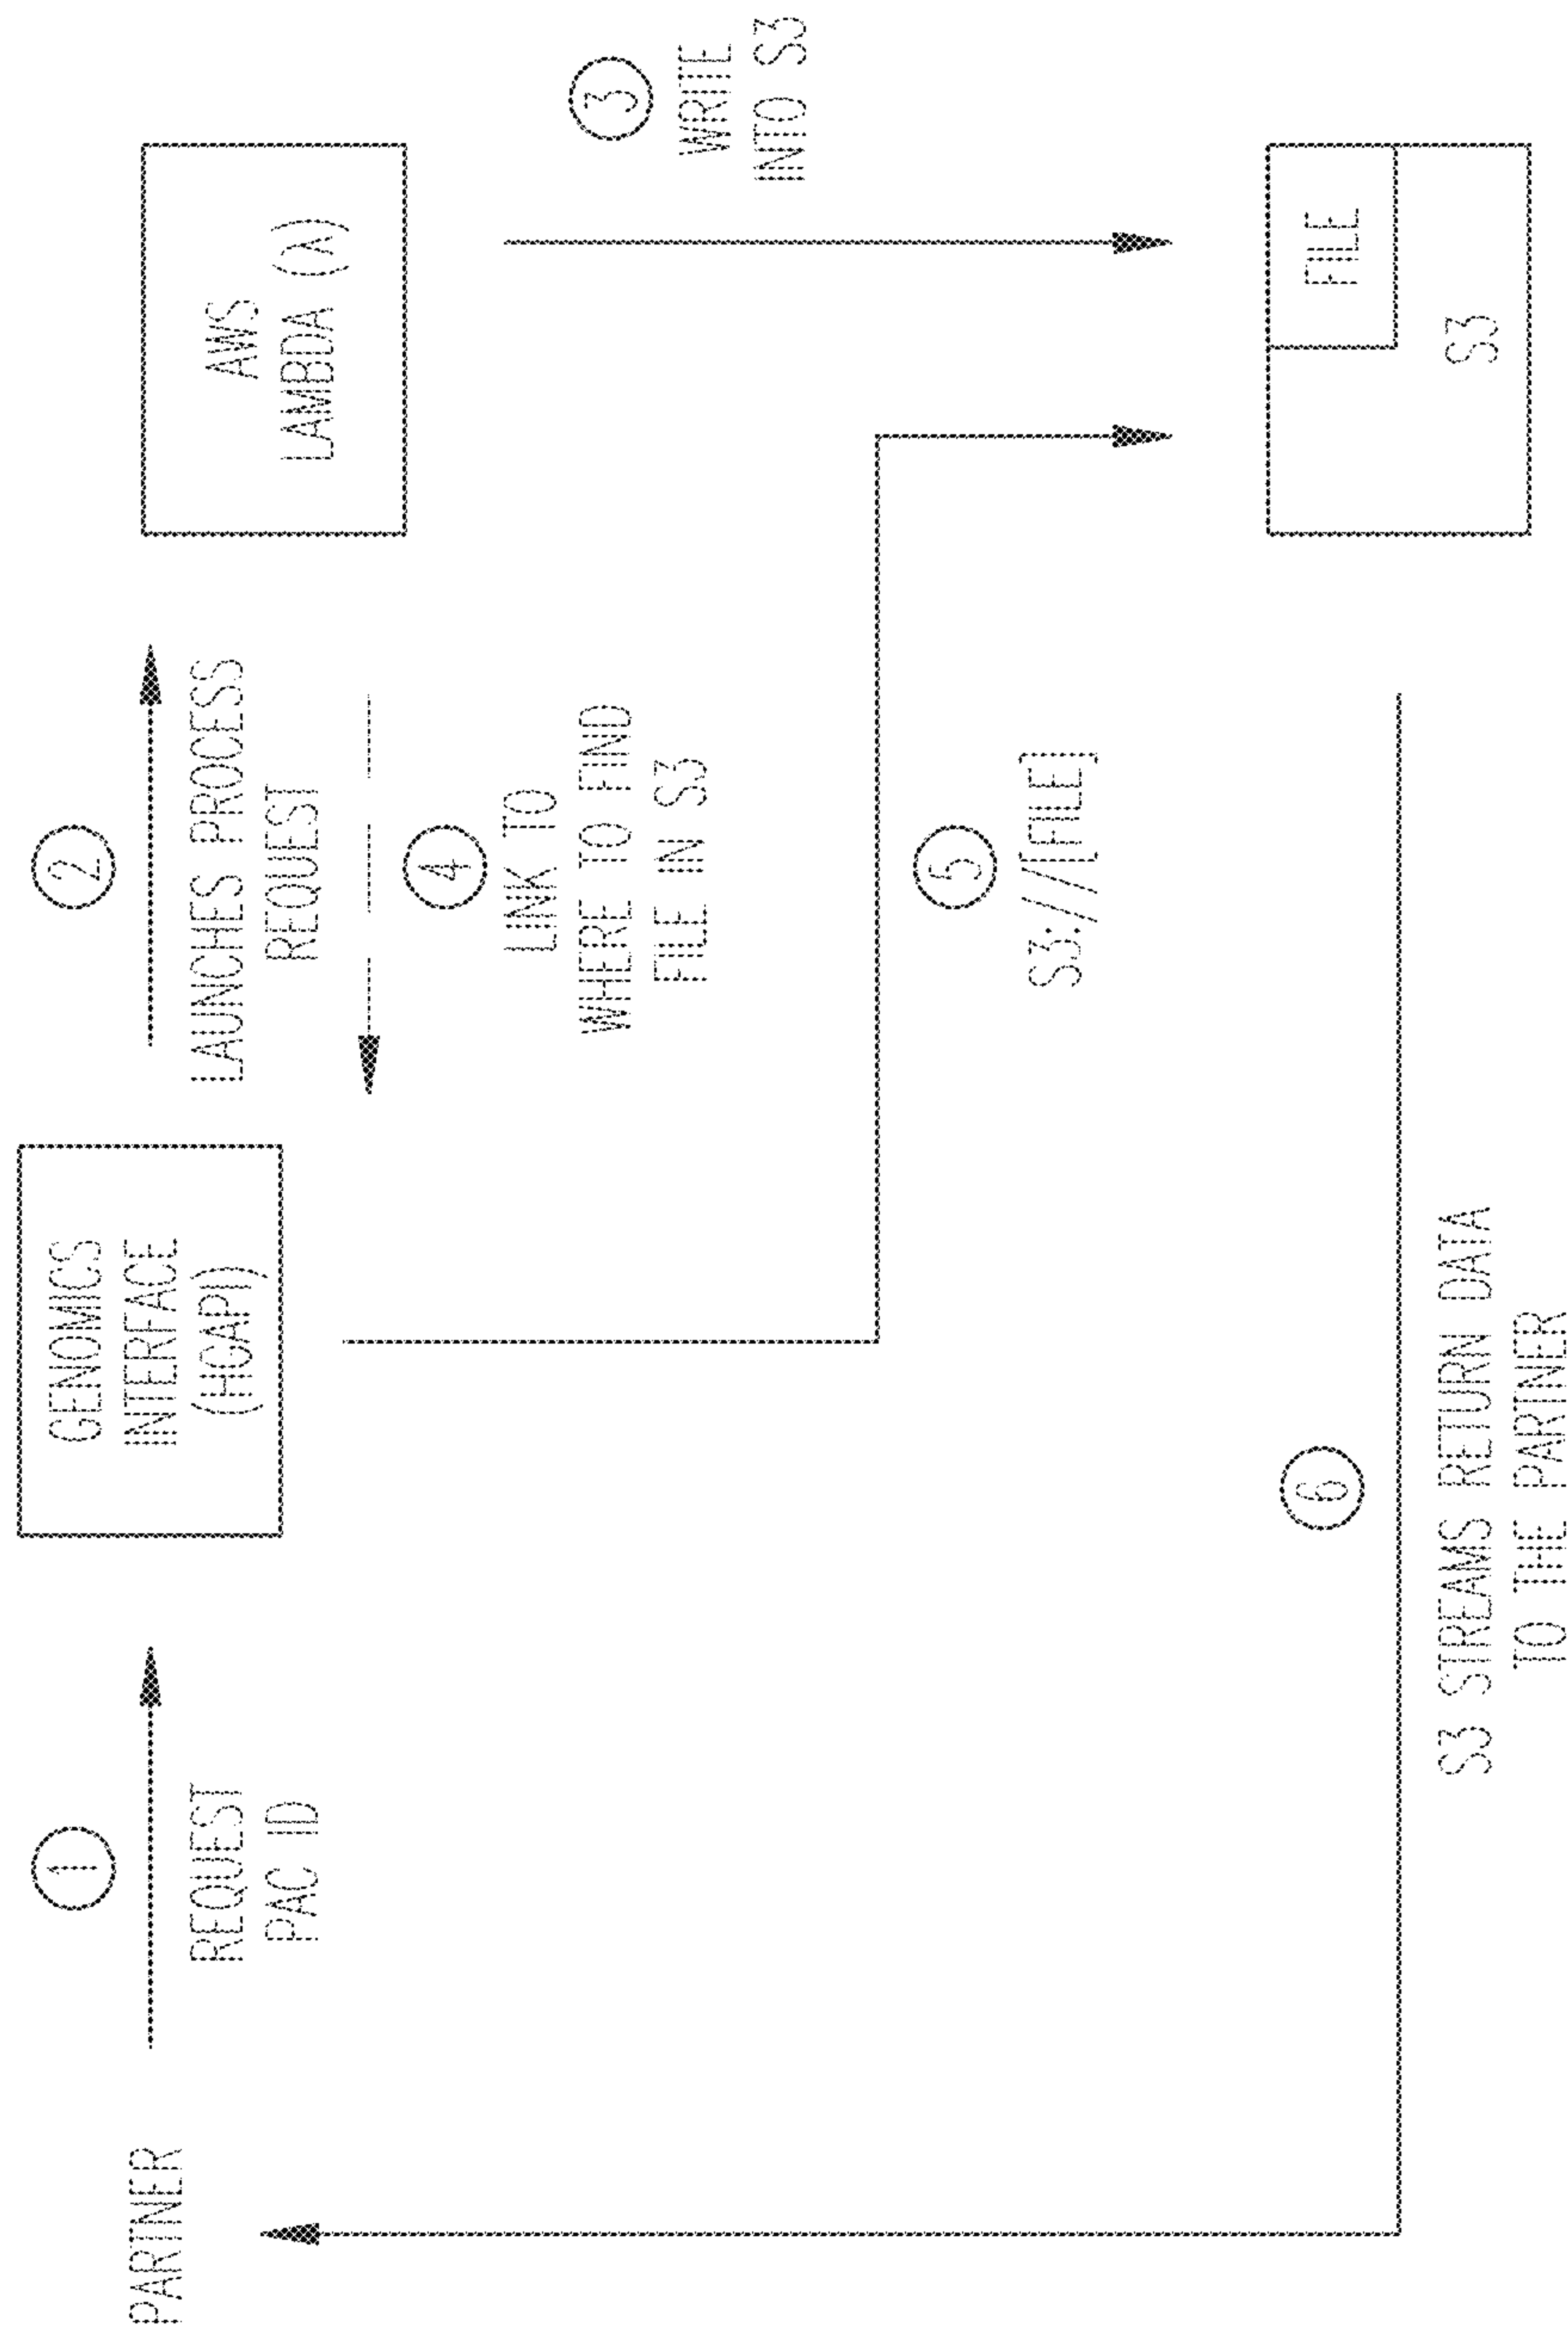 PARTNER
1
REQUEST
PAC ID
GENOMICS
INTERFACE
(HGAPI)
2
LAUNCHES PROCESS
REQUEST
4
LINK TO
WHERE TO FIND
FILE IN S3
AWS
LAMBDA (λ)
3
WRITE
INTO S3
5
S3://[FILE]
FILE
S3
6
S3 STREAMS RETURN DATA
TO THE PARTNER